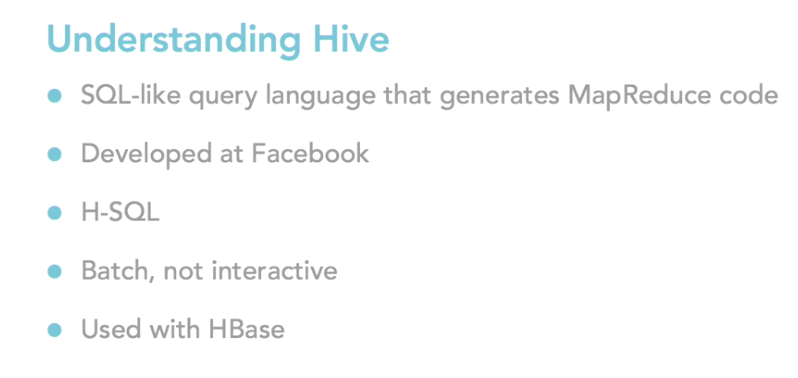 Understanding Hive
• SQL-like query language that generates MapReduce code
• Developed at Facebook
• H-SQL
• Batch, not interactive
• Used with HBase